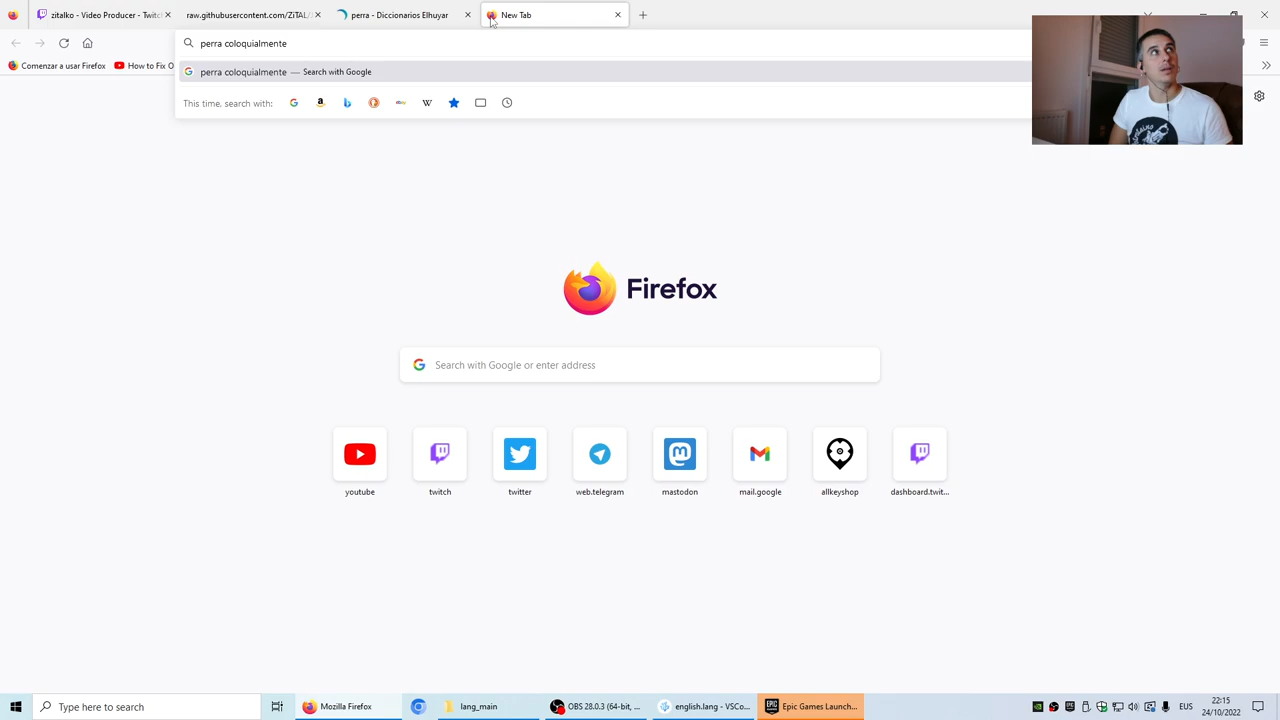 zitalko - Yo Producer - Twitch
raw.githubusercontent.com/ZiTAL/
perra - Diccionarios Elhuyar
New Tab
perra coloquialmente
Comenzar a usar Firefox
How to Fix O
perra coloquialmente — Search with Google
This time, search with:
Firefox
Search with Google or enter address
youtube
twitch
twitter
web.telegram
mastodon
mail.google
allkeyshop
dashboard.twit...
Type here to search
Mozilla Firefox
lang_main
OBS 28.0.3 (64-bit, ...
english.lang - VSCo...
Epic Games Launch...
EUS
22:15
24/10/2022